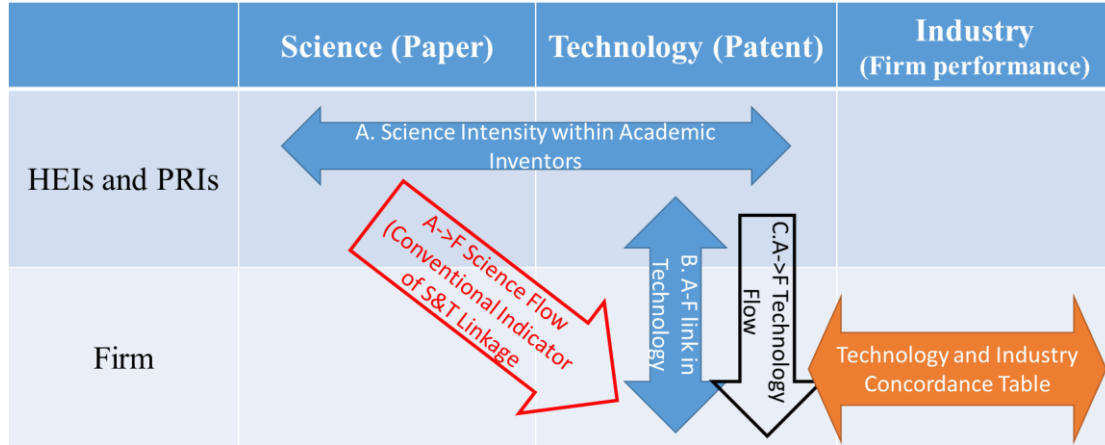 Science (Paper)
Technology (Patent)
Industry
(Firm performance)
HEIs and PRIs
A. Science Intensity within Academic
Inventors
A->F Science Flow
(Conventional Indicator
of S&T Linkage
B. A-F link in
Technology
C.A->F Technology
Flow
Firm
Technology and Industry
Concordance Table